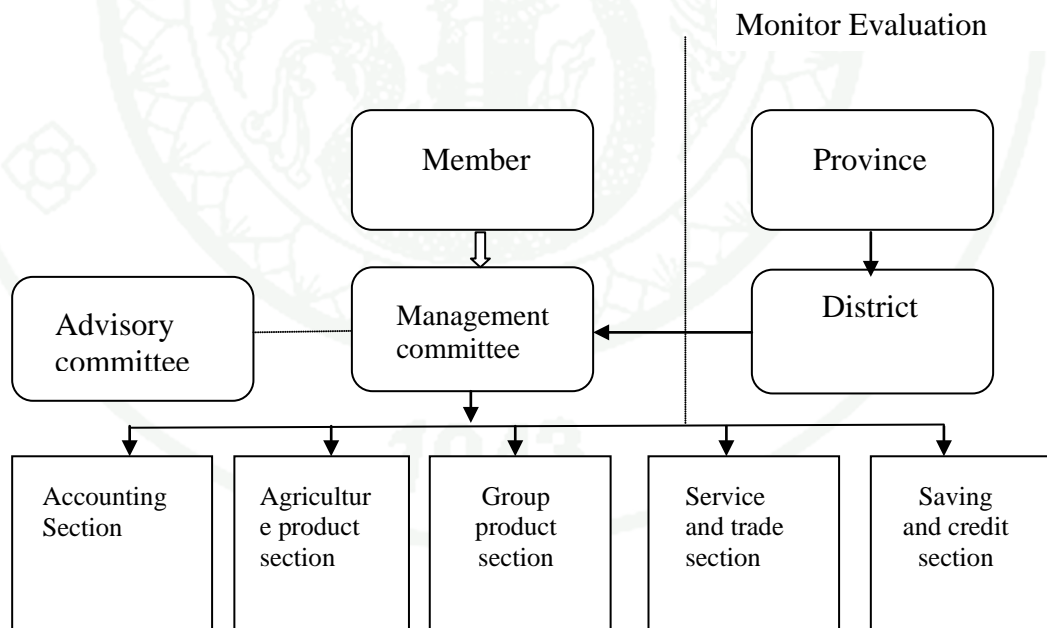 Monitor Evaluation
Member
Province
Advisory
committee
Management
committee
District
Accounting
Section
Agricultur
e product
section
Group
product
section
Service
and trade
section
Saving
and credit
section
1943